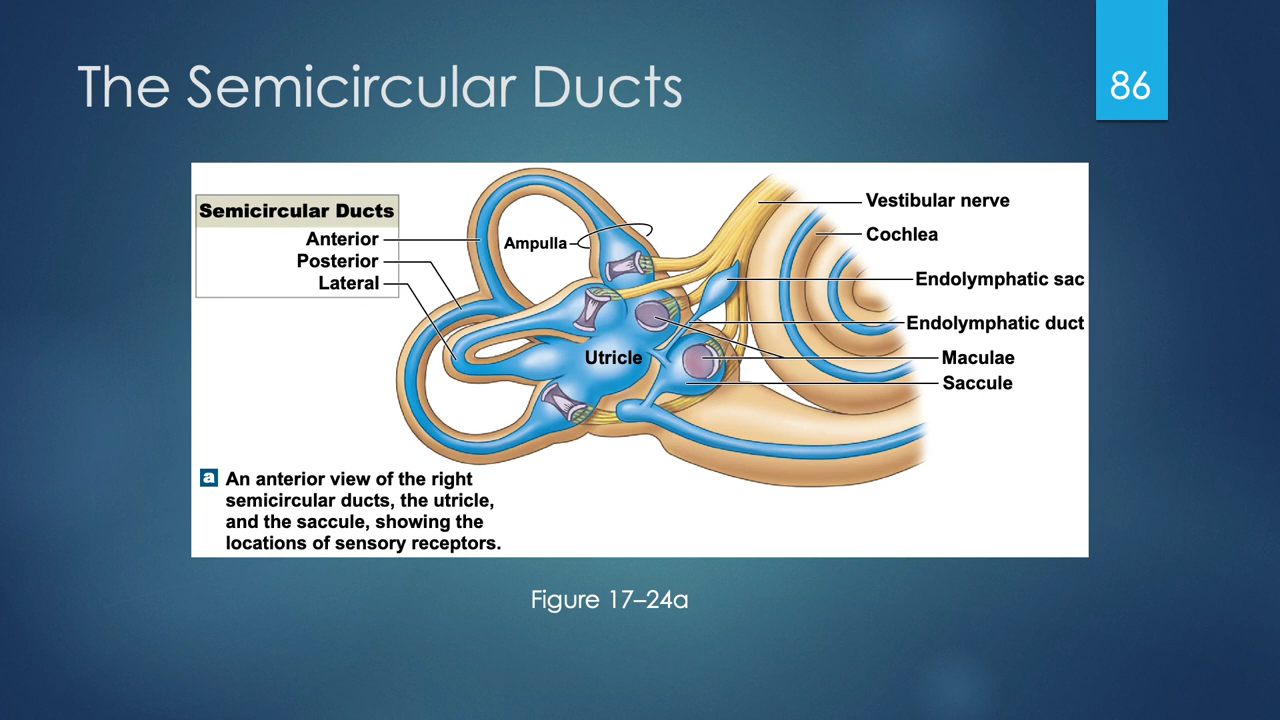 The Semicircular Ducts
86
Semicircular Ducts
Anterior
Posterior
Lateral
Ampulla
Utricle
Vestibular nerve
Cochlea
Endolymphatic sac
Endolymphatic duct
Maculae
Saccule
a An anterior view of the right
semicircular ducts, the utricle,
and the saccule, showing the
locations of sensory receptors.
Figure 17–24a